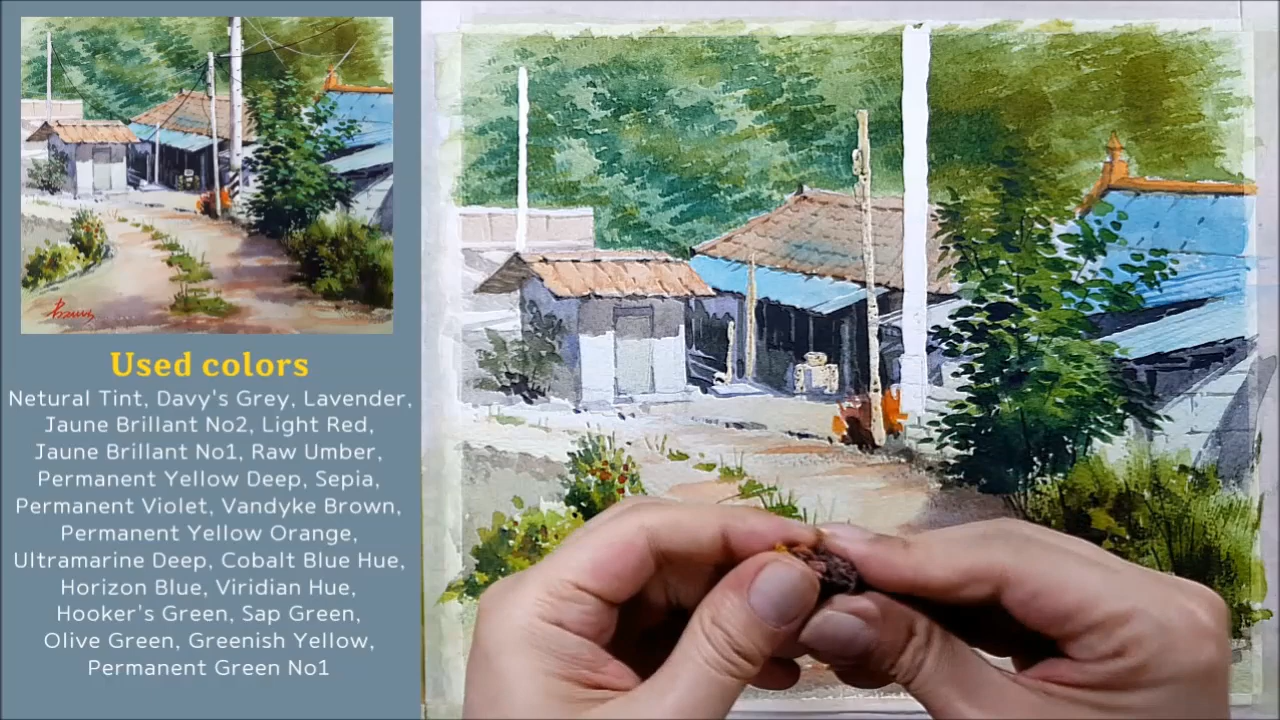 Used colors
Netural Tint, Davy's Grey, Lavender,
Jaune Brillant No2, Light Red,
Jaune Brillant No1, Raw Umber,
Permanent Yellow Deep, Sepia,
Permanent Violet, Vandyke Brown,
Permanent Yellow Orange,
Ultramarine Deep, Cobalt Blue Hue,
Horizon Blue, Viridian Hue,
Hooker's Green, Sap Green,
Olive Green, Greenish Yellow,
Permanent Green No1